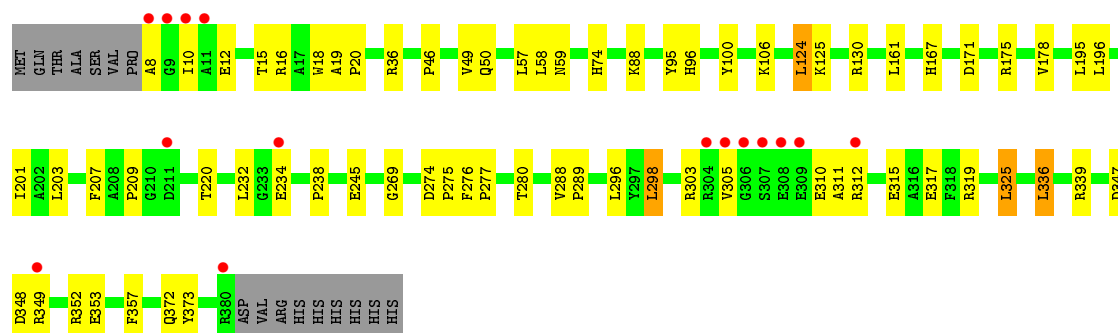 MET GLN THR ALA SER VAL PRO A8 G9 I10 A11 E12 T15 R16 A17 W18 A19 P20 R36 P46 V49 Q50 L57 L58 N59 H74 K88 Y95 H96 Y100 K106 L124 K125 R130 L161 H167 D171 R175 V178 L195 L196
I201 A202 L203 F207 A208 P209 G210 D211 T220 L232 G233 E234 P238 E245 G269 D274 P275 F276 P277 T280 V288 P289 L296 Y297 L298 R303 R304 V305 G306 S307 E308 E309 E310 A311 R312 E315 A316 E317 F318 R319 L325 L336 R339 D347
D348 R349 R352 E353 F357 Q372 Y373 R380 ASP VAL ARG HIS HIS HIS HIS HIS HIS